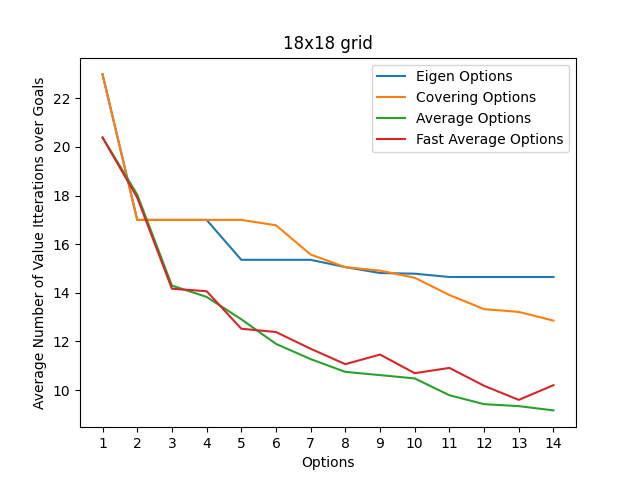 18x18 grid
Eigen Options
Covering Options
Average Options
Fast Average Options
Average Number of Value Itterations over Goals
22
20
18
16
14
12
10
1 2 3 4 5 6 7 8 9 10 11 12 13 14
Options